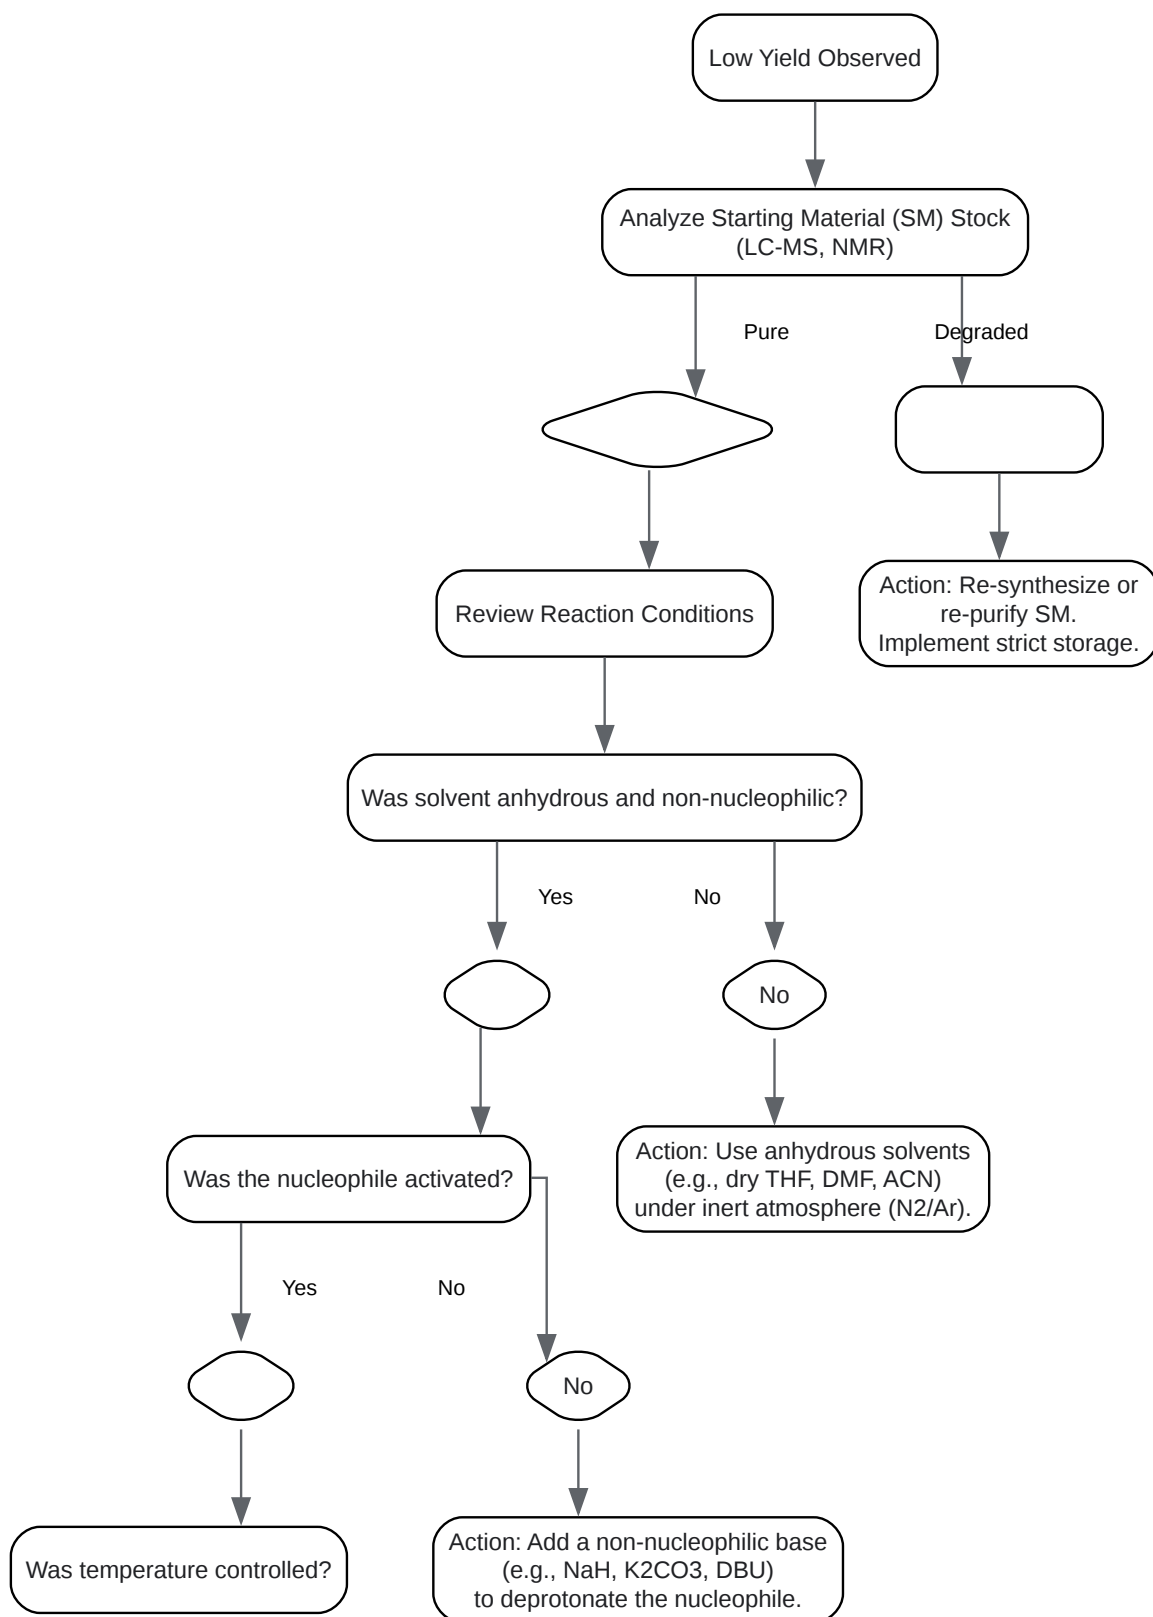 Low Yield Observed
Analyze Starting Material (SM) Stock
(LC-MS, NMR)
Pure
Degraded
Action: Re-synthesize or
re-purify SM.
Implement strict storage.
Review Reaction Conditions
Was solvent anhydrous and non-nucleophilic?
Yes
No
No
Action: Use anhydrous solvents
(e.g., dry THF, DMF, ACN)
under inert atmosphere (N2/Ar).
Was the nucleophile activated?
Yes
No
No
Was temperature controlled?
Action: Add a non-nucleophilic base
(e.g., NaH, K2CO3, DBU)
to deprotonate the nucleophile.